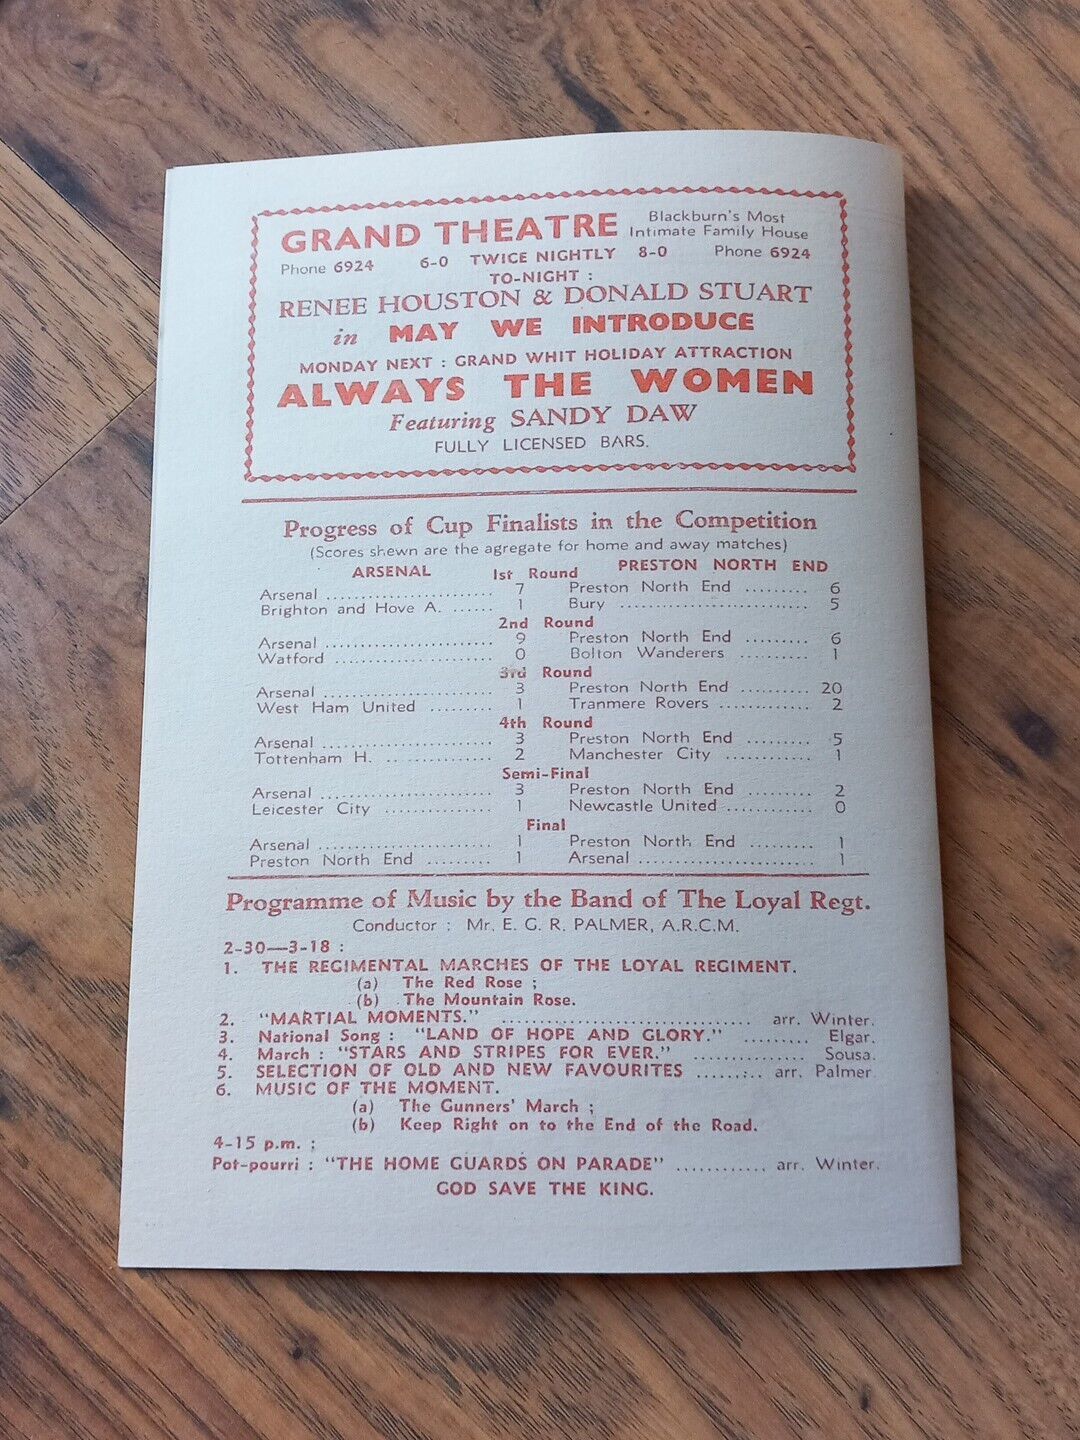 GRAND THEATRE Blackburn's Most
Intimate Family House
Phone 6924 6-0 TWICE NIGHTLY 8-0 Phone 6924
TO-NIGHT :
RENEE HOUSTON & DONALD STUART
in MAY WE INTRODUCE
MONDAY NEXT : GRAND WHIT HOLIDAY ATTRACTION
ALWAYS THE WOMEN
Featuring SANDY DAW
FULLY LICENSED BARS.
Progress of Cup Finalists in the Competition
(Scores shewn are the agregate for home and away matches)
ARSENAL 1st Round PRESTON NORTH END
Arsenal ........................ 7 Preston North End ......... 6
Brighton and Hove A. ...... 1 Bury ........................... 5
2nd Round
Arsenal ........................ 9 Preston North End ......... 6
Watford ...................... 0 Bolton Wanderers .......... 1
3rd Round
Arsenal ........................ 3 Preston North End .......... 20
West Ham United ......... 1 Tranmere Rovers ............. 2
4th Round
Arsenal ........................ 3 Preston North End ......... 5
Tottenham H. .............. 2 Manchester City ............ 1
Semi-Final
Arsenal ........................ 3 Preston North End ......... 2
Leicester City .............. 1 Newcastle United ............ 0
Final
Arsenal ........................ 1 Preston North End ......... 1
Preston North End ......... 1 Arsenal ........................ 1
Programme of Music by the Band of The Loyal Regt.
Conductor : Mr. E. G. R. PALMER, A.R.C.M.
2-30—3-18 :
1. THE REGIMENTAL MARCHES OF THE LOYAL REGIMENT.
(a) The Red Rose ;
(b) The Mountain Rose.
2. "MARTIAL MOMENTS." ................................. arr. Winter.
3. National Song : "LAND OF HOPE AND GLORY." ......... Elgar.
4. March : "STARS AND STRIPES FOR EVER." ............... Sousa.
5. SELECTION OF OLD AND NEW FAVOURITES ........ arr. Palmer.
6. MUSIC OF THE MOMENT.
(a) The Gunners' March ;
(b) Keep Right on to the End of the Road.
4-15 p.m. :
Pot-pourri : "THE HOME GUARDS ON PARADE" ............ arr. Winter.
GOD SAVE THE KING.